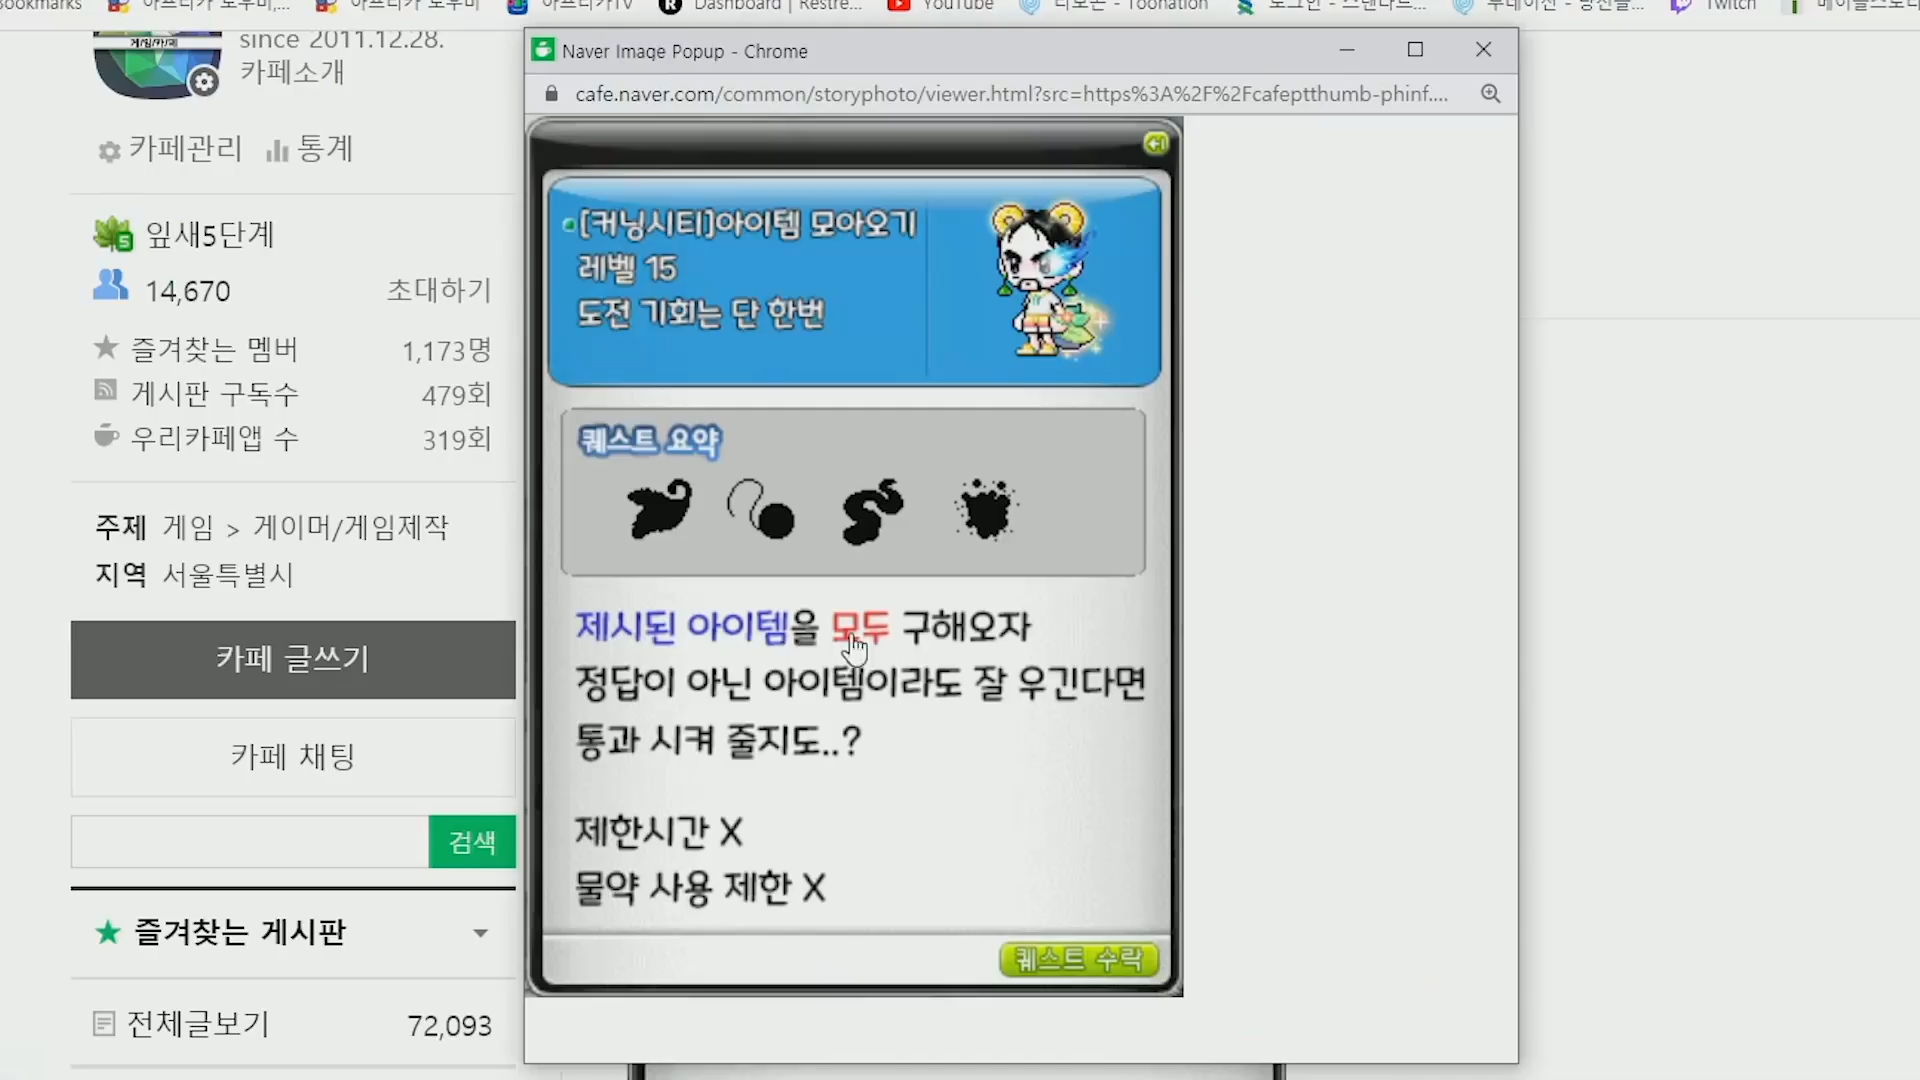 Dashboard | Restre...
YouTube
Twitch
게임/카페
since 2011.12.28.
카페소개
카페관리
통계
잎새5단계
14,670
초대하기
즐겨찾는 멤버
1,173명
게시판 구독수
479회
우리카페앱 수
319회
주제 게임 > 게이머/게임제작
지역 서울특별시
카페 글쓰기
카페 채팅
검색
즐겨찾는 게시판
전체글보기
72,093
Naver Image Popup - Chrome
cafe.naver.com/common/storyphoto/viewer.html?src=https%3A%2F%2Fcafeptthumb-phinf....
[커닝시티]아이템 모아오기
레벨 15
도전 기회는 단 한번
퀘스트 요약
제시된 아이템을 모두 구해오자
정답이 아닌 아이템이라도 잘 우긴다면
통과 시켜 줄지도..?
제한시간 X
물약 사용 제한 X
퀘스트 수락